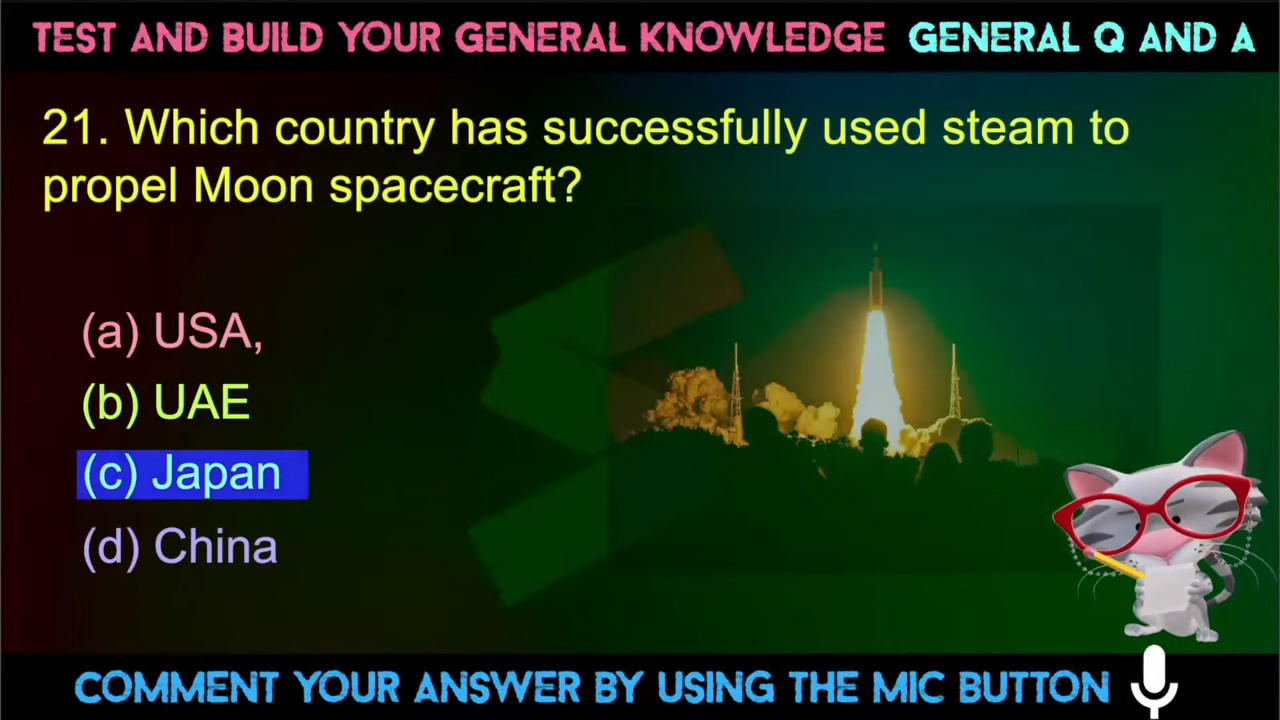 TEST AND BUILD YOUR GENERAL KNOWLEDGE GENERAL Q AND A
21. Which country has successfully used steam to
propel Moon spacecraft?
(a) USA,
(b) UAE
(c) Japan
(d) China
COMMENT YOUR ANSWER BY USING THE MIC BUTTON